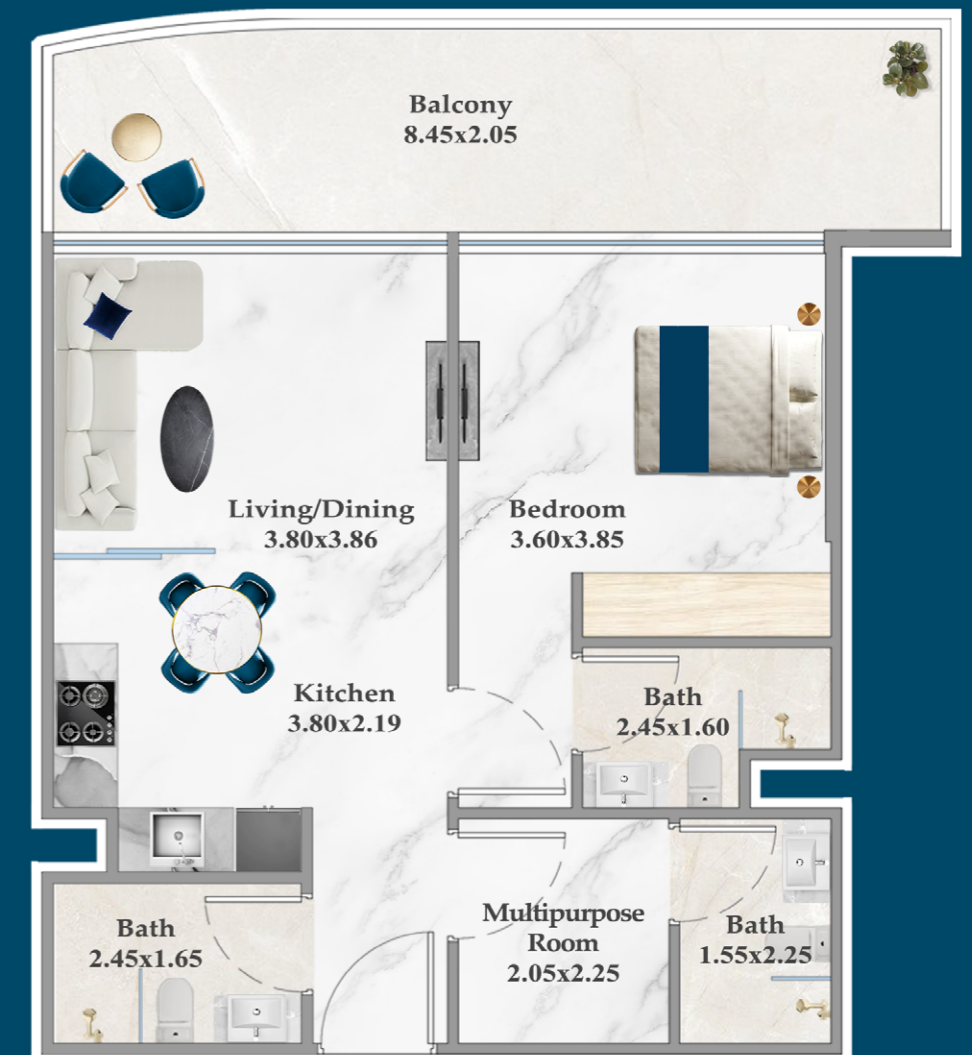 Balcony
8.45x2.05
Living/Dining
3.80x3.86
Bedroom
3.60x3.85
Kitchen
3.80x2.19
Bath
2.45x1.60
Multipurpose
Room
2.05x2.25
Bath
1.55x2.25
Bath
2.45x1.65